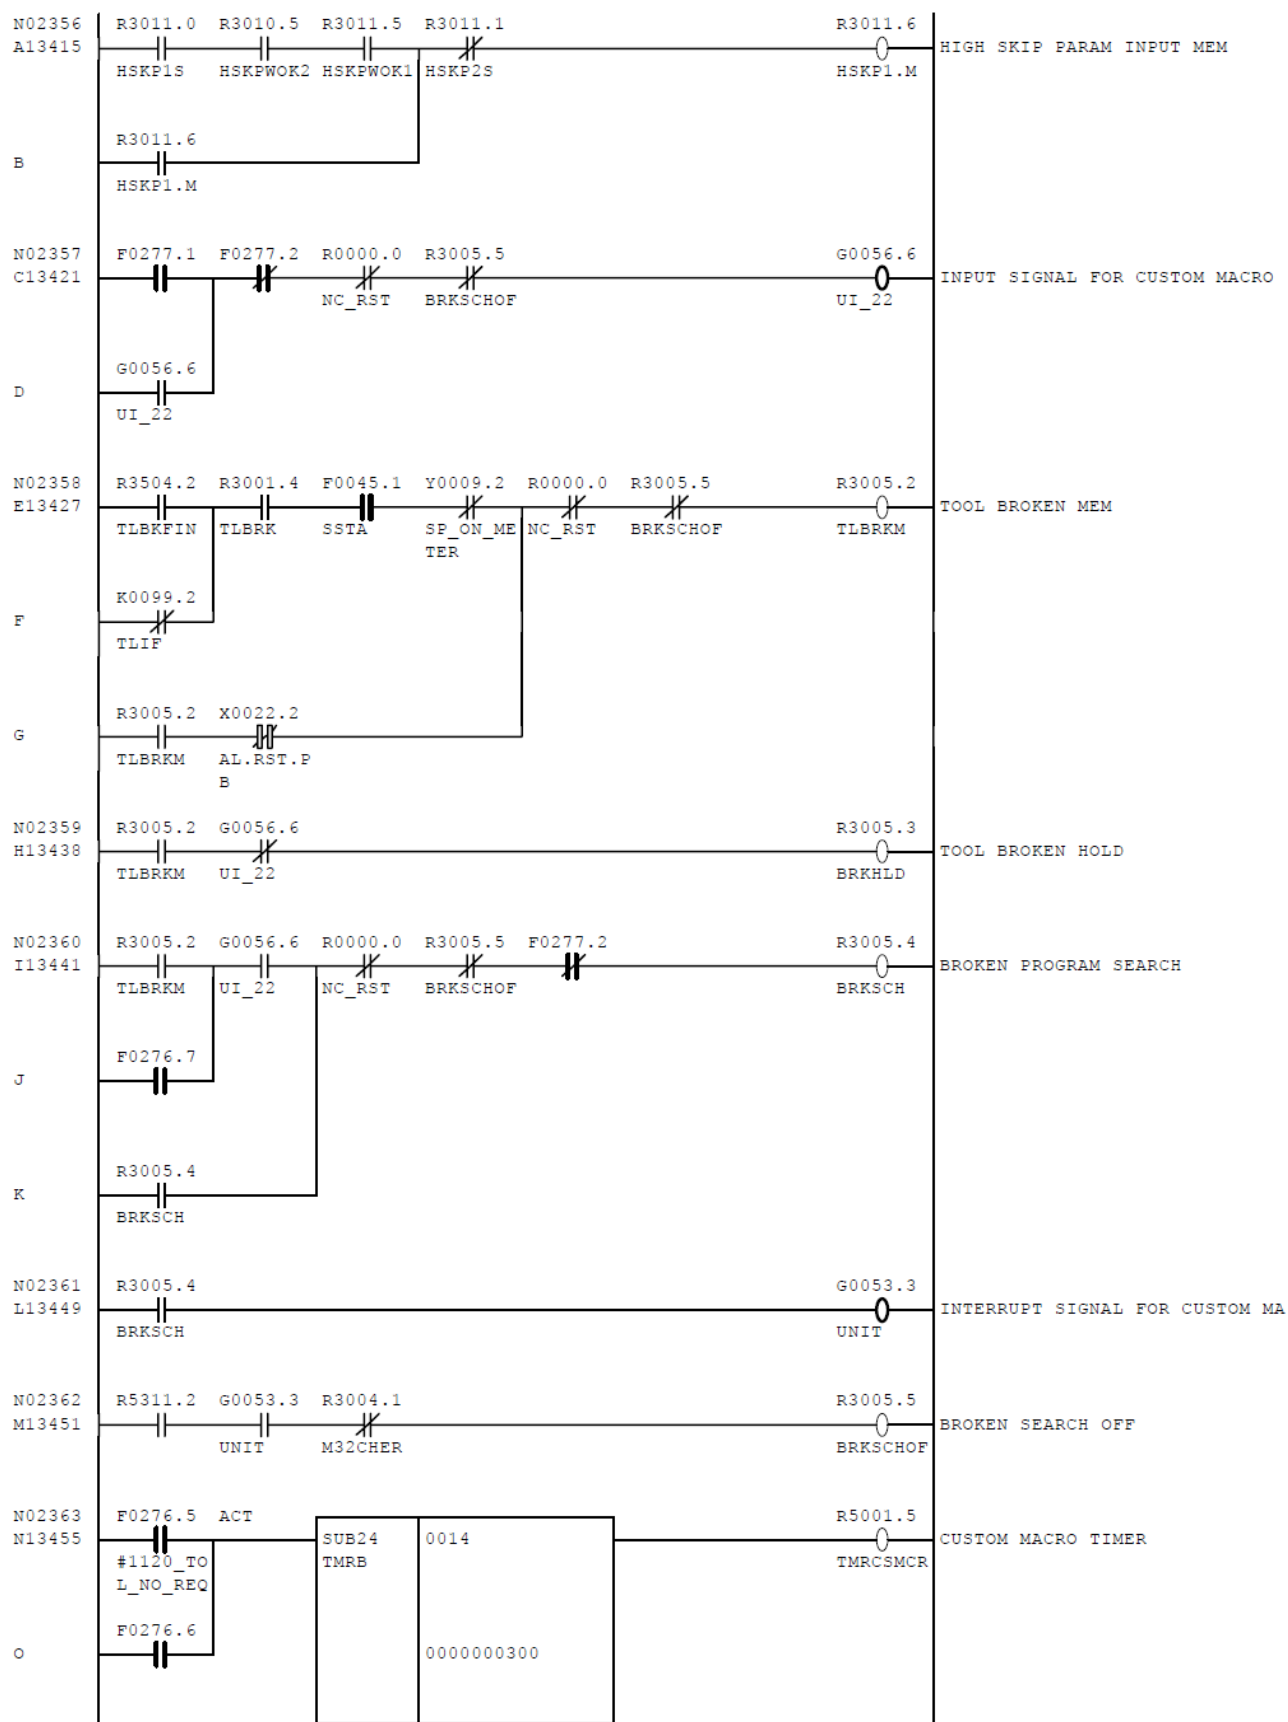 N02356 R3011.0 R3010.5 R3011.5 R3011.1 R3011.6
A13415 HIGH SKIP PARAM INPUT MEM
HSKP1S HSKPWOK2 HSKPWOK1 HSKP2S HSKP1.M
R3011.6
B
HSKP1.M
N02357 F0277.1 F0277.2 R0000.0 R3005.5 G0056.6
C13421 INPUT SIGNAL FOR CUSTOM MACRO
NC_RST BRKSCHOF UI_22
G0056.6
D
UI_22
N02358 R3504.2 R3001.4 F0045.1 Y0009.2 R0000.0 R3005.5 R3005.2
E13427 TOOL BROKEN MEM
TLBKFIN TLBRK SSTA SP_ON_ME NC_RST BRKSCHOF TLBRKM
TER
K0099.2
F
TLIF
R3005.2 X0022.2
G
TLBRKM AL.RST.P
B
N02359 R3005.2 G0056.6 R3005.3
H13438 TOOL BROKEN HOLD
TLBRKM UI_22 BRKHLD
N02360 R3005.2 G0056.6 R0000.0 R3005.5 F0277.2 R3005.4
I13441 BROKEN PROGRAM SEARCH
TLBRKM UI_22 NC_RST BRKSCHOF BRKSCH
F0276.7
J
R3005.4
K
BRKSCH
N02361 R3005.4 G0053.3
L13449 INTERRUPT SIGNAL FOR CUSTOM MA
BRKSCH UNIT
N02362 R5311.2 G0053.3 R3004.1 R3005.5
M13451 BROKEN SEARCH OFF
UNIT M32CHER BRKSCHOF
N02363 F0276.5 ACT R5001.5
N13455 SUB24 0014 CUSTOM MACRO TIMER
#1120_TO TMRB TMRCSMCR
L_NO_REQ
F0276.6
O 0000000300